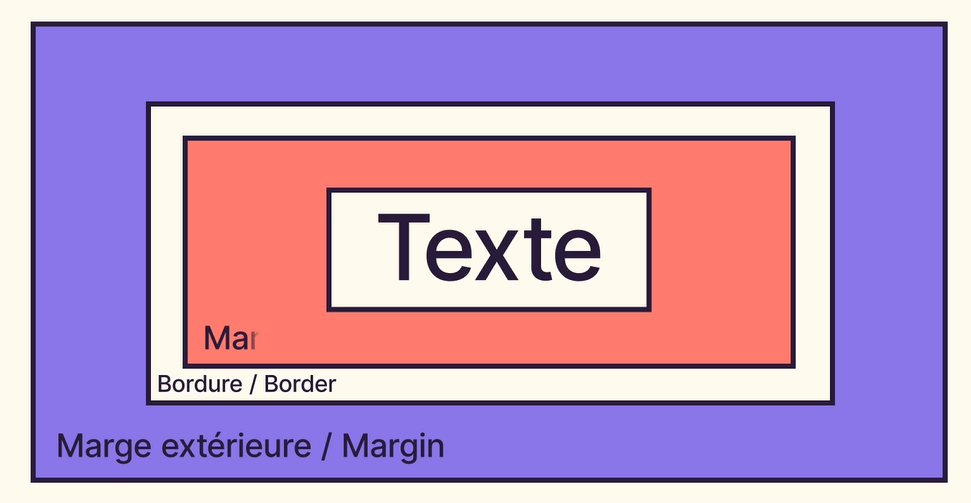 Texte
Mar
Bordure / Border
Marge extérieure / Margin